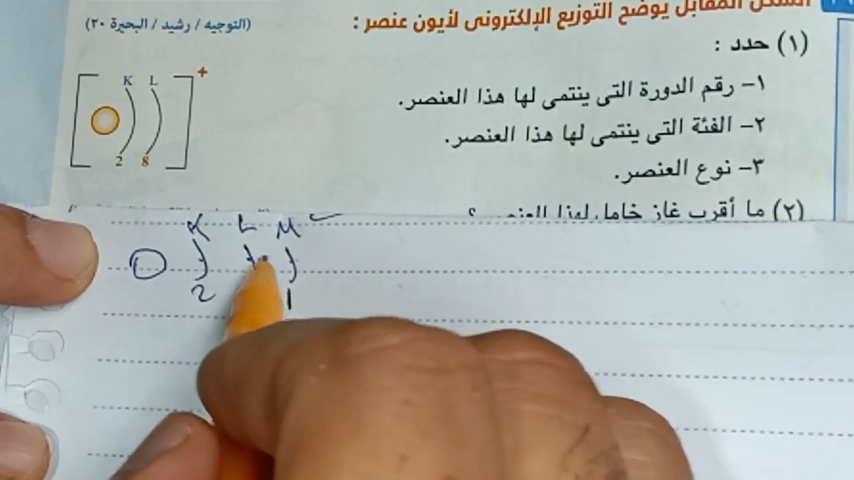 الشكل المقابل يوضح التوزيع الإلكترونى لأيون عنصر :
(التوجيه / رشيد / البحيرة ٢٠)
(١) حدد :
١- رقم الدورة التى ينتمى لها هذا العنصر.
٢- الفئة التى ينتمى لها هذا العنصر.
٣- نوع العنصر.
K L +
2 8
(٢) ما أقرب غاز خامل لهذا العنصر ؟
K L M
2 1